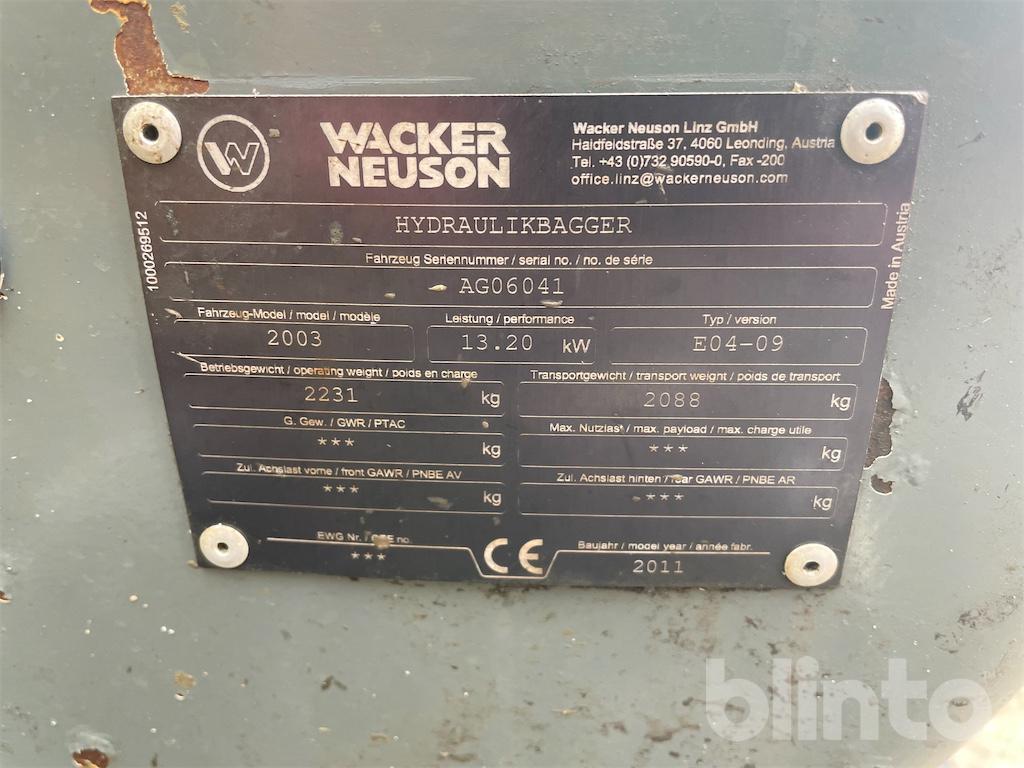 W
WACKER
NEUSON
Wacker Neuson Linz GmbH
Haidfeldstraße 37, 4060 Leonding, Austria
Tel. +43 (0)732 90590-0, Fax -200
office.linz@wackerneuson.com
1000269512
Made in Austria
HYDRAULIKBAGGER
Fahrzeug Seriennummer / serial no. / no. de série
AG06041
Fahrzeug-Model / model / modèle
Leistung / performance
Typ / version
2003
13.20 kW
E04-09
Betriebsgewicht / operating weight / poids en charge
Transportgewicht / transport weight / poids de transport
2231 kg
2088 kg
G. Gew. / GWR / PTAC
Max. Nutzlast / max. payload / max. charge utile
*** kg
*** kg
Zul. Achslast vorne / front GAWR / PNBE AV
Zul. Achslast hinten / rear GAWR / PNBE AR
*** kg
*** kg
EWG Nr. / no.
***
CE
Baujahr / model year / année fabr.
2011
blinto